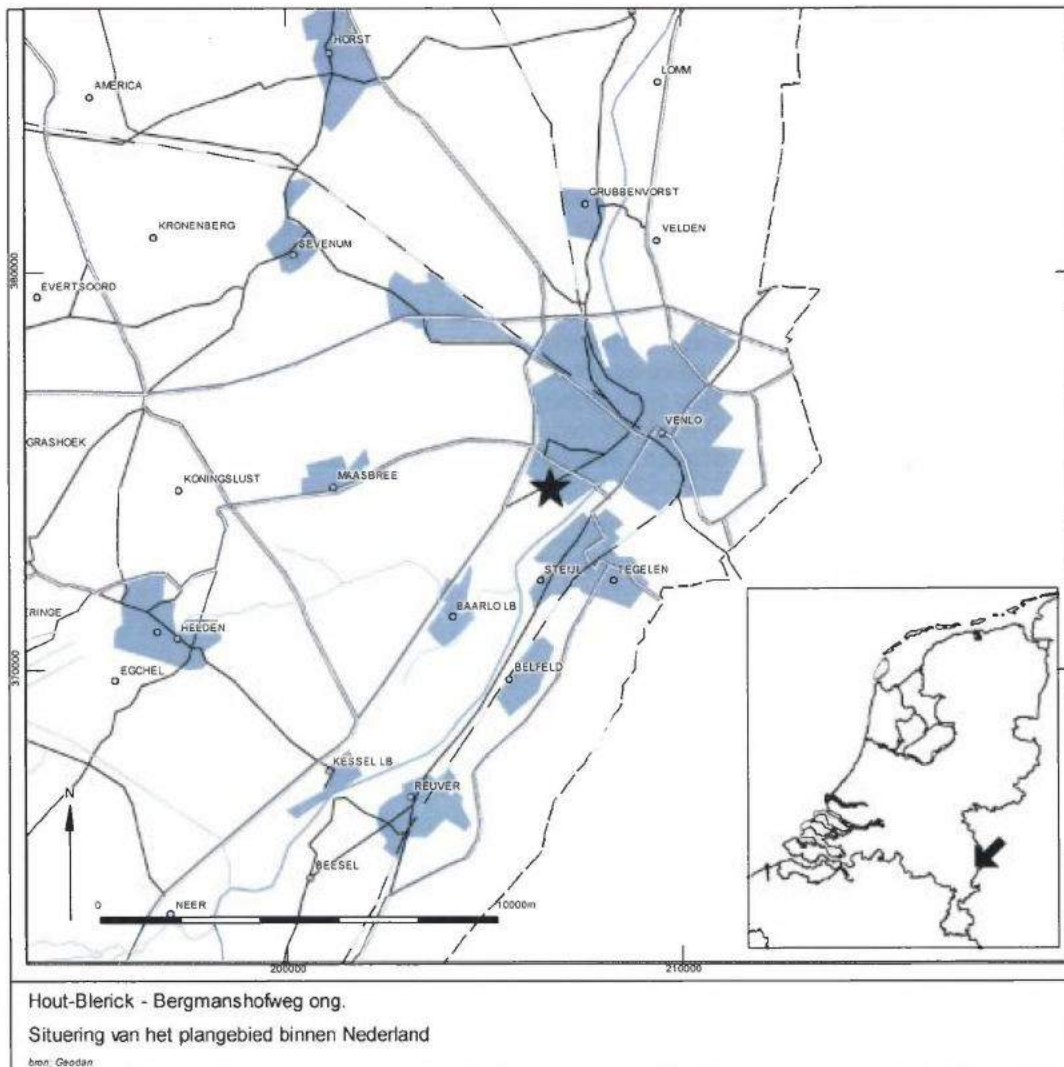 HORST
LOMM
AMERICA
GRUBBENVORST
KRONENBERG
VELDEN
SEVENUM
380000
EVERTSOORD
VENLO
GRASHOEK
MAASBREE
KONINGSLUST
STEIJL
TEGELEN
BAARLO LB
ERINGE
HELDEN
EGCHEL
BELFELD
370000
KESSEL LB
REUVER
N
BEESEL
0
10000m
NEER
200000
210000
Hout-Blerick - Bergmanshofweg ong.
Situering van het plangebied binnen Nederland
bron: Geodan